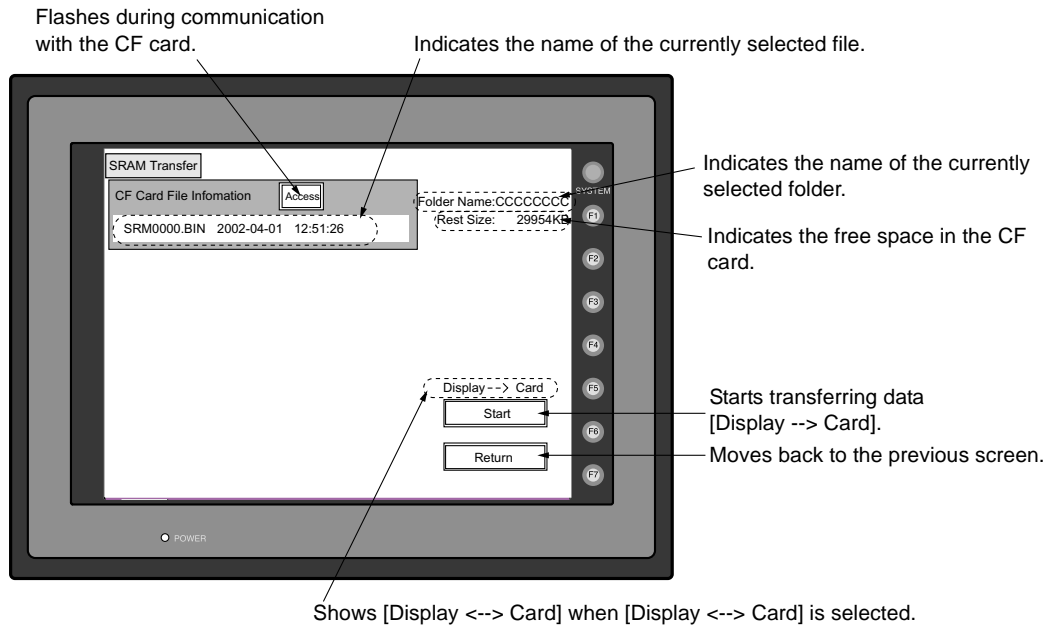 Flashes during communication
with the CF card.
Indicates the name of the currently selected file.
SRAM Transfer
CF Card File Infomation
Access
SRM0000.BIN 2002-04-01 12:51:26
Folder Name:CCCCCCCC
Rest Size: 29954KB
SYSTEM
F1
F2
F3
F4
F5
F6
F7
Indicates the name of the currently
selected folder.
Indicates the free space in the CF
card.
Display --> Card
Start
Return
Starts transferring data
[Display --> Card].
Moves back to the previous screen.
POWER
Shows [Display <--> Card] when [Display <--> Card] is selected.